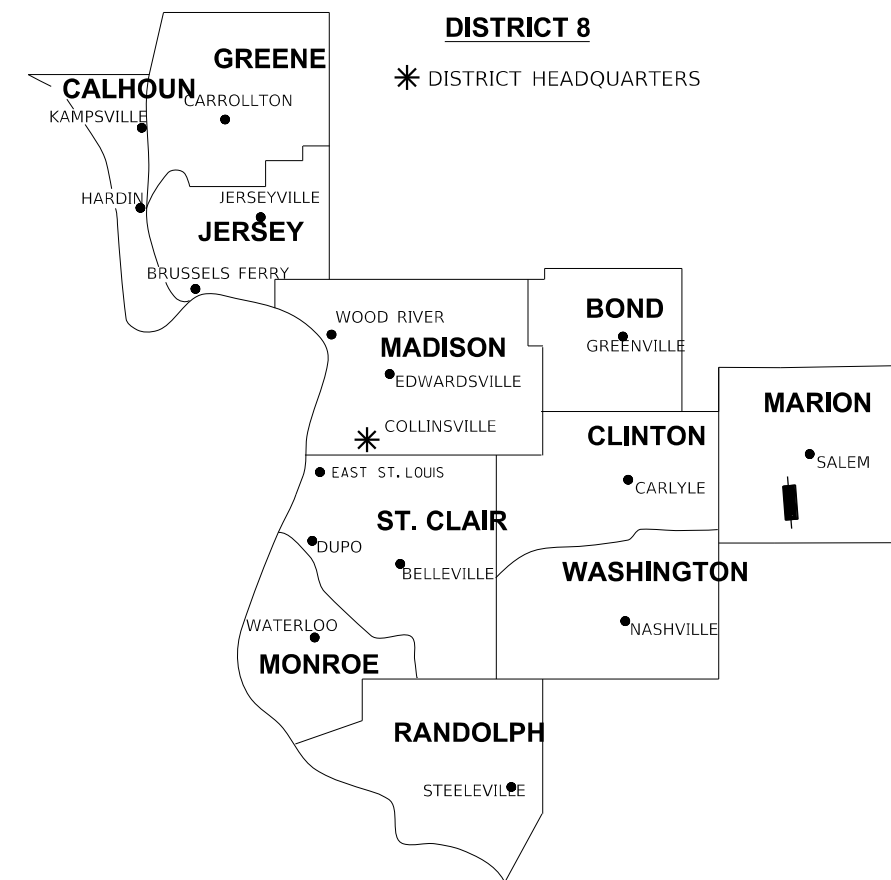 DISTRICT 8
DISTRICT HEADQUARTERS
GREENE
CALHOUN
CARROLLTON
KAMPSVILLE
HARDIN
JERSEYVILLE
JERSEY
BRUSSELS FERRY
WOOD RIVER
BOND
GREENVILLE
MADISON
EDWARDSVILLE
MARION
COLLINSVILLE
CLINTON
SALEM
EAST ST. LOUIS
CARLYLE
ST. CLAIR
DUPO
BELLEVILLE
WASHINGTON
WATERLOO
NASHVILLE
MONROE
RANDOLPH
STEELEVILLE